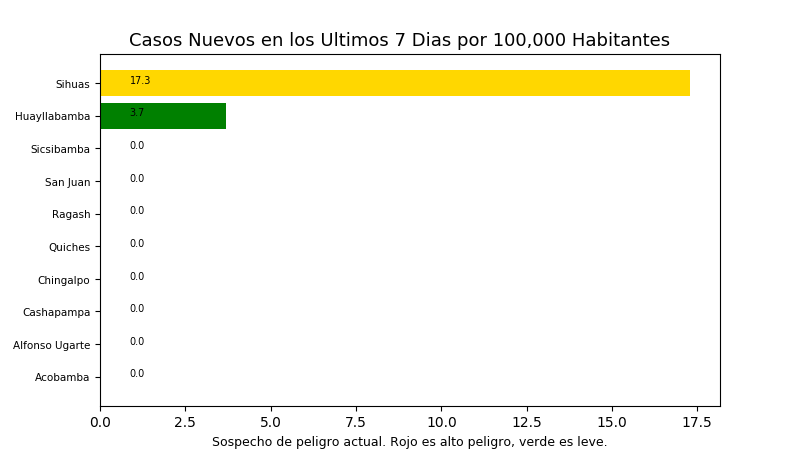 Casos Nuevos en los Ultimos 7 Dias por 100,000 Habitantes
Sihuas 17.3
Huayllabamba 3.7
Sicsibamba 0.0
San Juan 0.0
Ragash 0.0
Quiches 0.0
Chingalpo 0.0
Cashapampa 0.0
Alfonso Ugarte 0.0
Acobamba 0.0
0.0 2.5 5.0 7.5 10.0 12.5 15.0 17.5
Sospecho de peligro actual. Rojo es alto peligro, verde es leve.